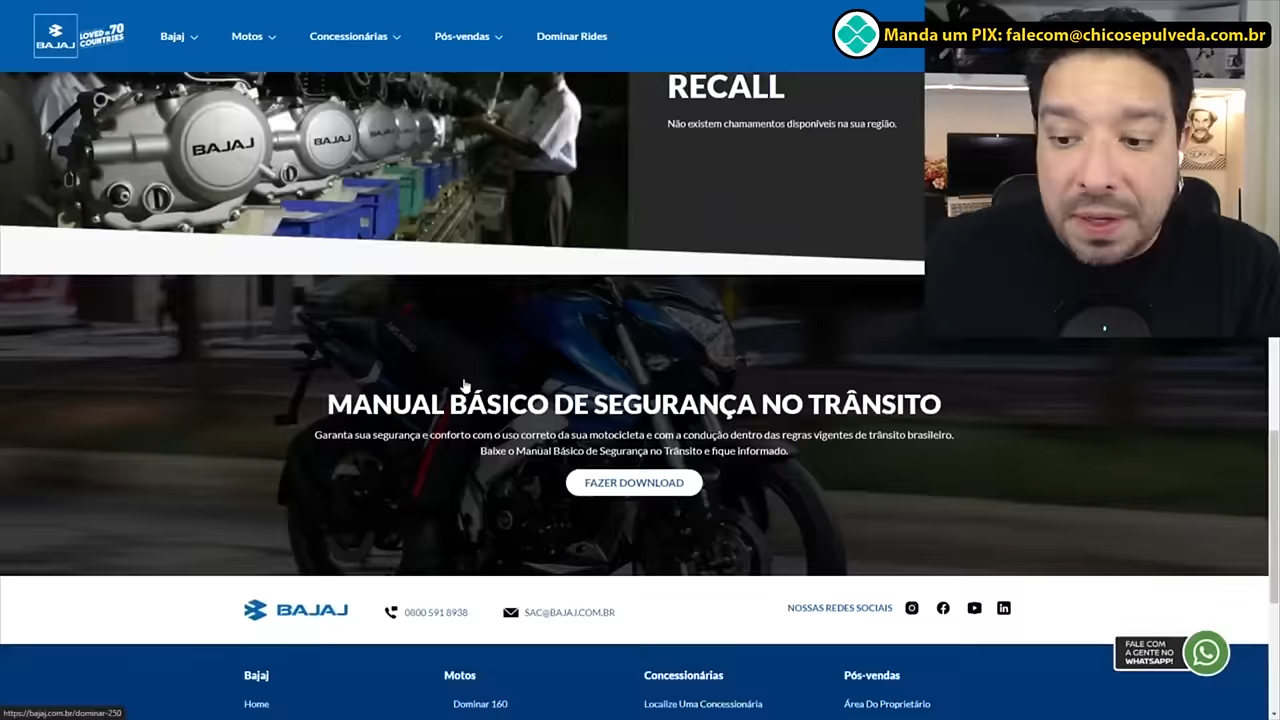 BAJAJ
LOVED IN 70
COUNTRIES
Bajaj
Motos
Concessionárias
Pós-vendas
Dominar Rides
Manda um PIX: falecom@chicosepulveda.com.br
RECALL
Não existem chamamentos disponíveis na sua região.
BAJAJ
BAJAJ
MANUAL BÁSICO DE SEGURANÇA NO TRÂNSITO
Garanta sua segurança e conforto com o uso correto da sua motocicleta e com a condução dentro das regras vigentes de trânsito brasileiro.
Baixe o Manual Básico de Segurança no Trânsito e fique informado.
FAZER DOWNLOAD
BAJAJ
0800 591 8938
SAC@BAJAJ.COM.BR
NOSSAS REDES SOCIAIS
FALE COM
A GENTE NO
WHATSAPP!
Bajaj
Motos
Concessionárias
Pós-vendas
Home
Dominar 160
Localize Uma Concessionária
Área Do Proprietário
https://bajaj.com.br/dominar-250